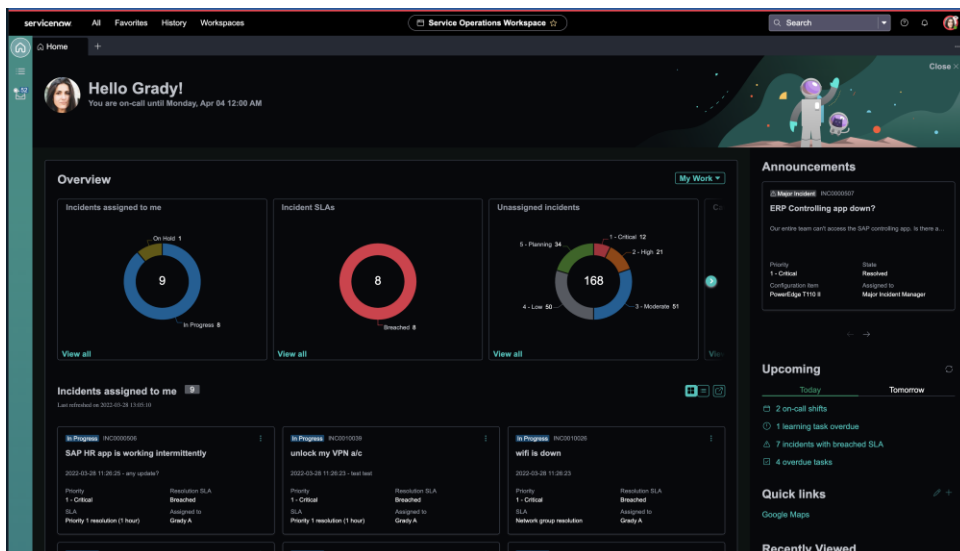 servicenow All Favorites History Workspaces Service Operations Workspace Search
Home
Close
Hello Grady!
You are on-call until Monday, Apr 04 12:00 AM
Overview
My Work
Incidents assigned to me
On Hold 1
9
In Progress 8
View all
Incident SLAs
8
Breached 8
View all
Unassigned incidents
1 - Critical 12
5 - Planning 34
2 - High 21
168
4 - Low 50
3 - Moderate 51
View all
Incidents assigned to me 9
Last refreshed on 2022-03-28 13:05:10
In Progress INC0000506
SAP HR app is working intermittently
2022-03-28 11:26:25 - any update?
Priority Resolution SLA
1 - Critical Breached
SLA Assigned to
Priority 1 resolution (1 hour) Grady A
In Progress INC0010039
unlock my VPN a/c
2022-03-28 11:26:23 - test test
Priority Resolution SLA
1 - Critical Breached
SLA Assigned to
Priority 1 resolution (1 hour) Grady A
In Progress INC0010026
wifi is down
2022-03-28 11:26:23
Priority Resolution SLA
1 - Critical Breached
SLA Assigned to
Network group resolution Grady A
Announcements
Major Incident INC0000507
ERP Controlling app down?
Our entire team can't access the SAP controlling app. Is there a...
Priority State
1 - Critical Resolved
Configuration item Assigned to
PowerEdge T110 II Major Incident Manager
Upcoming
Today Tomorrow
2 on-call shifts
1 learning task overdue
7 incidents with breached SLA
4 overdue tasks
Quick links
Google Maps
Recently Viewed